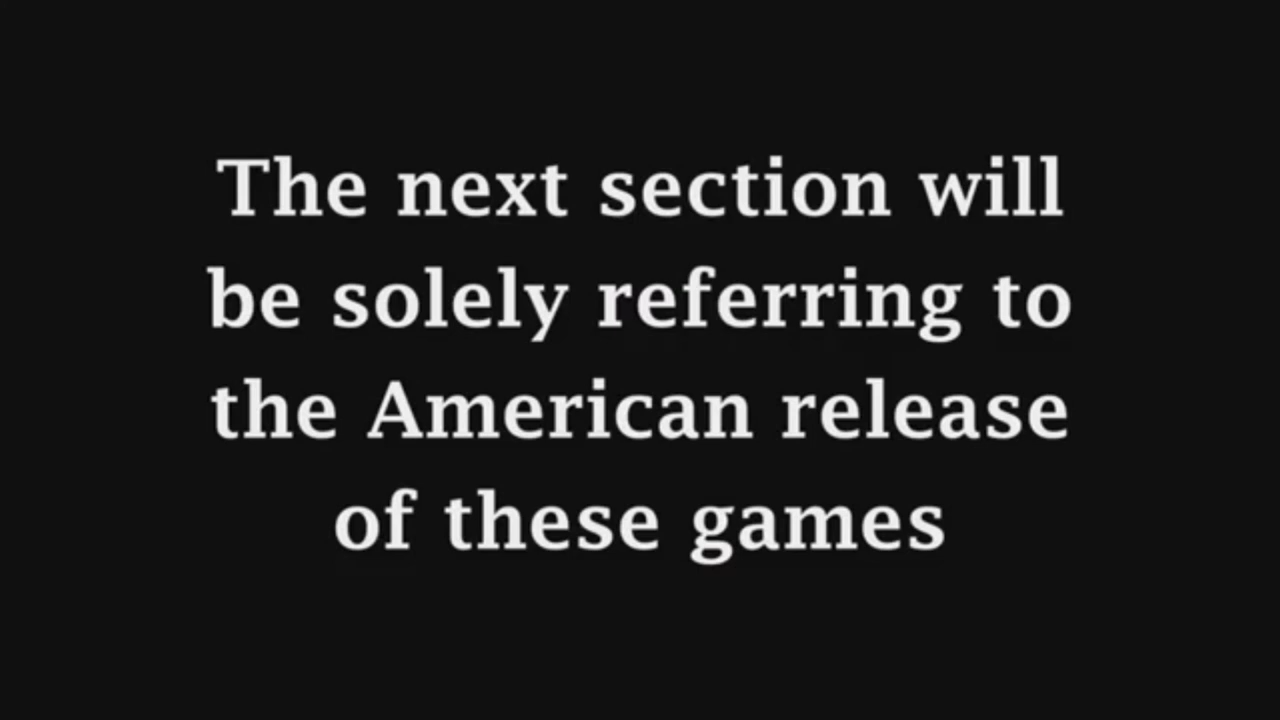 The next section will
be solely referring to
the American release
of these games